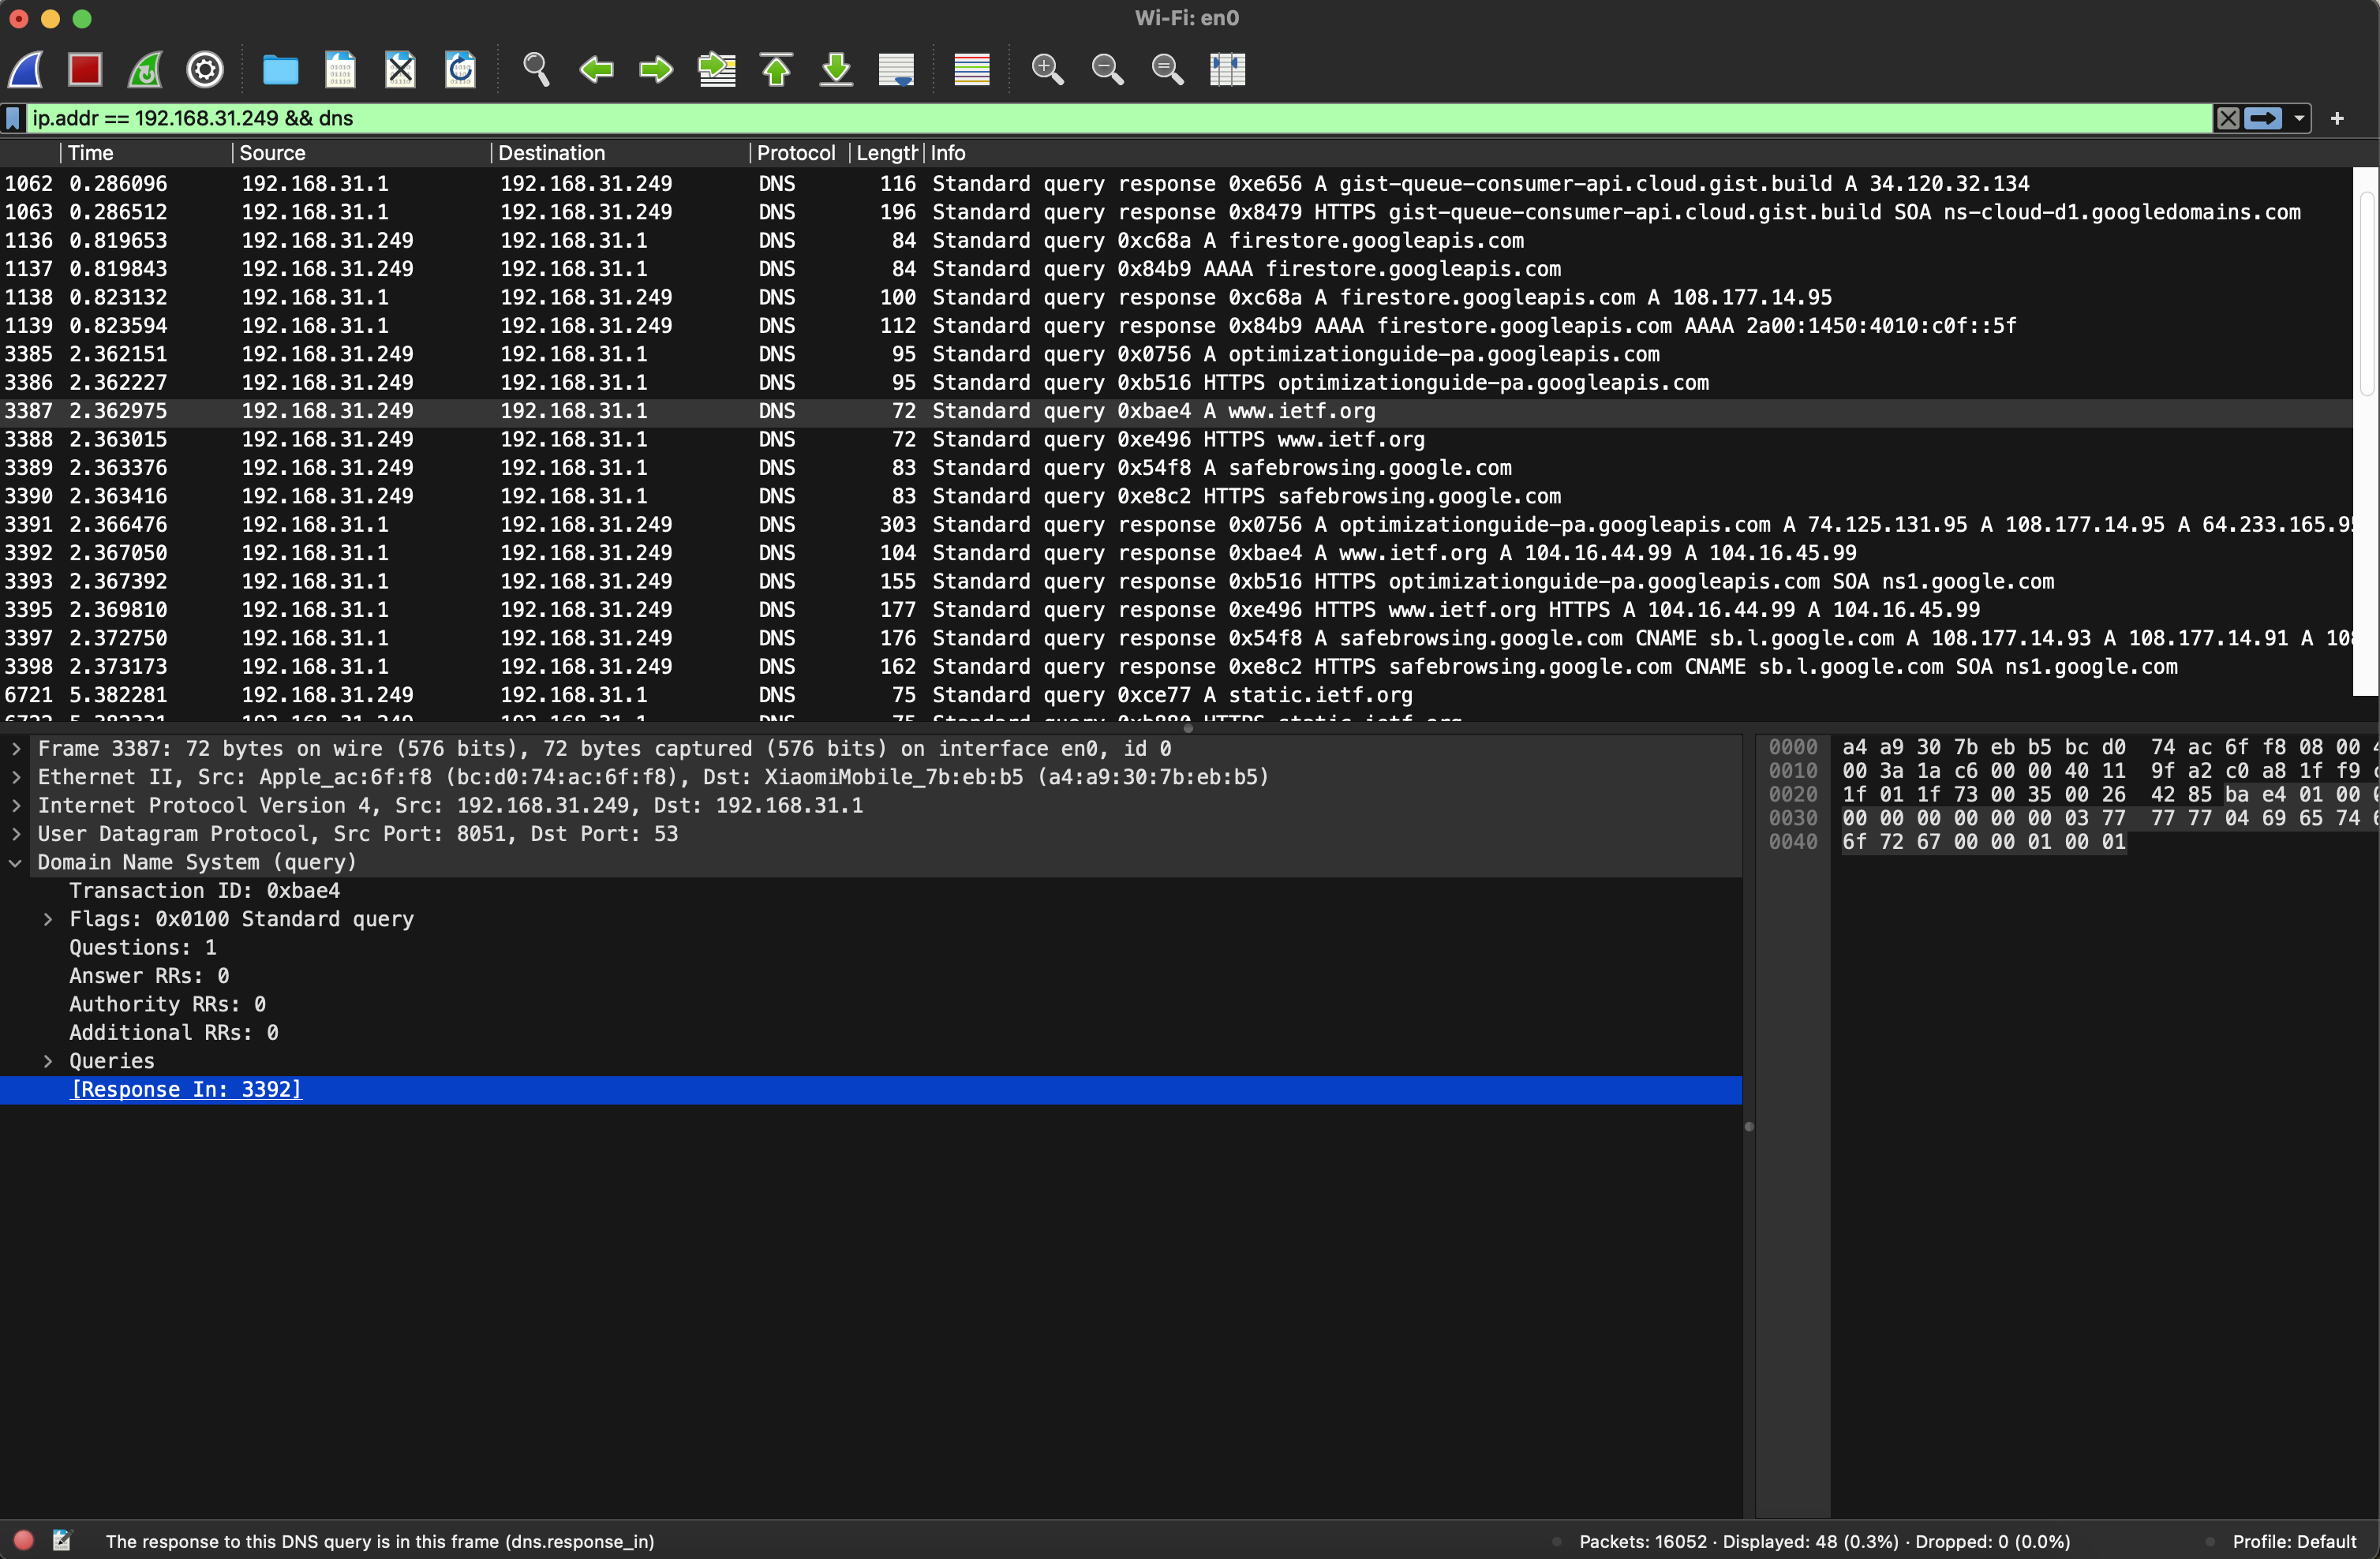 Wi-Fi: en0
ip.addr == 192.168.31.249 && dns
Time Source Destination Protocol Length Info
1062 0.286096 192.168.31.1 192.168.31.249 DNS 116 Standard query response 0xe656 A gist-queue-consumer-api.cloud.gist.build A 34.120.32.134
1063 0.286512 192.168.31.1 192.168.31.249 DNS 196 Standard query response 0x8479 HTTPS gist-queue-consumer-api.cloud.gist.build SOA ns-cloud-d1.googledomains.com
1136 0.819653 192.168.31.249 192.168.31.1 DNS 84 Standard query 0xc68a A firestore.googleapis.com
1137 0.819843 192.168.31.249 192.168.31.1 DNS 84 Standard query 0x84b9 AAAA firestore.googleapis.com
1138 0.823132 192.168.31.1 192.168.31.249 DNS 100 Standard query response 0xc68a A firestore.googleapis.com A 108.177.14.95
1139 0.823594 192.168.31.1 192.168.31.249 DNS 112 Standard query response 0x84b9 AAAA firestore.googleapis.com AAAA 2a00:1450:4010:c0f::5f
3385 2.362151 192.168.31.249 192.168.31.1 DNS 95 Standard query 0x0756 A optimizationguide-pa.googleapis.com
3386 2.362227 192.168.31.249 192.168.31.1 DNS 95 Standard query 0xb516 HTTPS optimizationguide-pa.googleapis.com
3387 2.362975 192.168.31.249 192.168.31.1 DNS 72 Standard query 0xbae4 A www.ietf.org
3388 2.363015 192.168.31.249 192.168.31.1 DNS 72 Standard query 0xe496 HTTPS www.ietf.org
3389 2.363376 192.168.31.249 192.168.31.1 DNS 83 Standard query 0x54f8 A safebrowsing.google.com
3390 2.363416 192.168.31.249 192.168.31.1 DNS 83 Standard query 0xe8c2 HTTPS safebrowsing.google.com
3391 2.366476 192.168.31.1 192.168.31.249 DNS 303 Standard query response 0x0756 A optimizationguide-pa.googleapis.com A 74.125.131.95 A 108.177.14.95 A 64.233.165.95
3392 2.367050 192.168.31.1 192.168.31.249 DNS 104 Standard query response 0xbae4 A www.ietf.org A 104.16.44.99 A 104.16.45.99
3393 2.367392 192.168.31.1 192.168.31.249 DNS 155 Standard query response 0xb516 HTTPS optimizationguide-pa.googleapis.com SOA ns1.google.com
3395 2.369810 192.168.31.1 192.168.31.249 DNS 177 Standard query response 0xe496 HTTPS www.ietf.org HTTPS A 104.16.44.99 A 104.16.45.99
3397 2.372750 192.168.31.1 192.168.31.249 DNS 176 Standard query response 0x54f8 A safebrowsing.google.com CNAME sb.l.google.com A 108.177.14.93 A 108.177.14.91 A
3398 2.373173 192.168.31.1 192.168.31.249 DNS 162 Standard query response 0xe8c2 HTTPS safebrowsing.google.com CNAME sb.l.google.com SOA ns1.google.com
6721 5.382281 192.168.31.249 192.168.31.1 DNS 75 Standard query 0xce77 A static.ietf.org
Frame 3387: 72 bytes on wire (576 bits), 72 bytes captured (576 bits) on interface en0, id 0
Ethernet II, Src: Apple_ac:6f:f8 (bc:d0:74:ac:6f:f8), Dst: XiaomiMobile_7b:eb:b5 (a4:a9:30:7b:eb:b5)
Internet Protocol Version 4, Src: 192.168.31.249, Dst: 192.168.31.1
User Datagram Protocol, Src Port: 8051, Dst Port: 53
Domain Name System (query)
Transaction ID: 0xbae4
Flags: 0x0100 Standard query
Questions: 1
Answer RRs: 0
Authority RRs: 0
Additional RRs: 0
Queries
[Response In: 3392]
0000 a4 a9 30 7b eb b5 bc d0 74 ac 6f f8 08 00
0010 00 3a 1a c6 00 00 40 11 9f a2 c0 a8 1f f9
0020 1f 01 1f 73 00 35 00 26 42 85 ba e4 01 00
0030 00 00 00 00 00 00 03 77 77 77 04 69 65 74
0040 6f 72 67 00 00 01 00 01
The response to this DNS query is in this frame (dns.response_in)
Packets: 16052 · Displayed: 48 (0.3%) · Dropped: 0 (0.0%)
Profile: Default